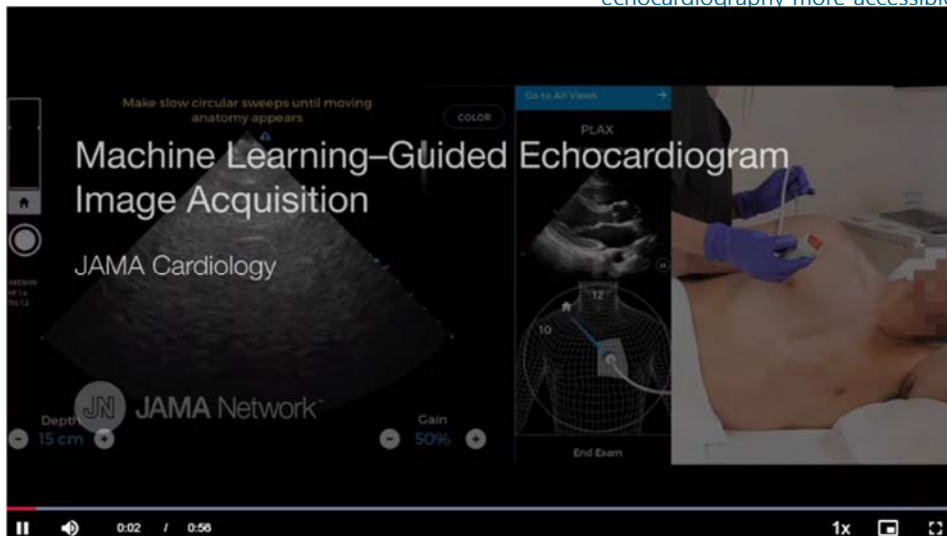 echocardiography more accessible
Make slow circular sweeps until moving
anatomy appears
COLOR
Go to All Views →
PLAX
Machine Learning–Guided Echocardiogram
Image Acquisition
JAMA Cardiology
12
10
JN JAMA Network™
Depth
15 cm
Gain
50%
End Exam
0:02 / 0:56
1x